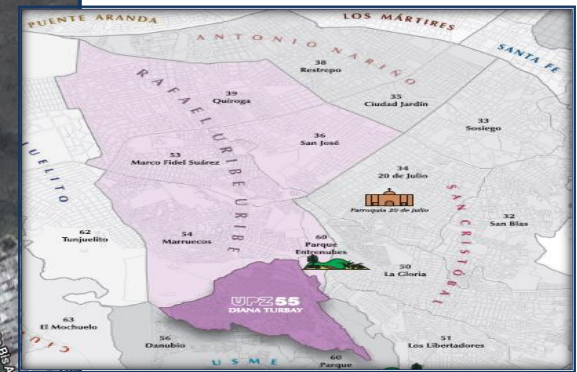 PUENTE ARANDA
LOS MÁRTIRES
SANTA FE
ANTONIO NARIÑO
38
Restrepo
RAFAEL URIBE URIBE
39
Quiroga
35
Ciudad Jardín
33
Sosiego
36
San José
53
Marco Fidel Suárez
34
20 de Julio
Parroquia 20 de Julio
SAN CRISTÓBAL
32
San Blas
UELITO
62
Tunjuelito
54
Marruecos
60
Parque
Entrenubes
50
La Gloria
UPZ55
DIANA TURBAY
63
El Mochuelo
56
Danubio
51
Los Libertadores
CIU
USME
60
Parque